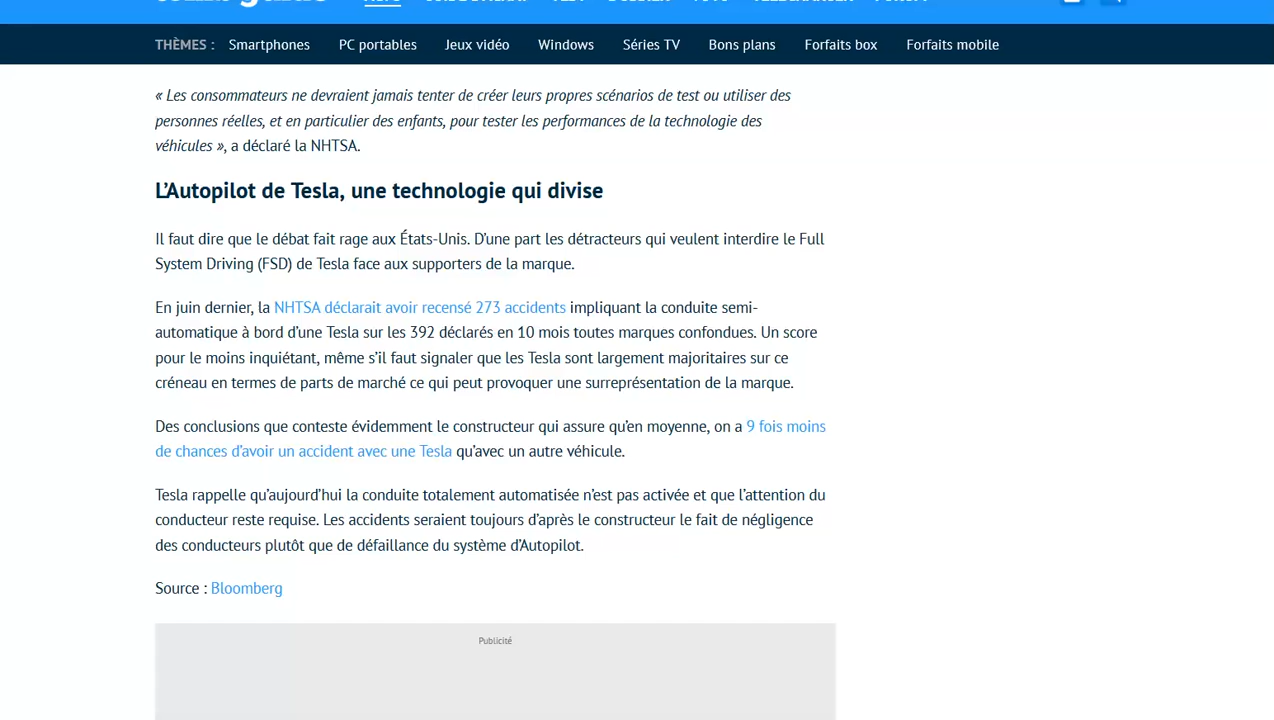 THÈMES : Smartphones PC portables Jeux vidéo Windows Séries TV Bons plans Forfaits box Forfaits mobile
« Les consommateurs ne devraient jamais tenter de créer leurs propres scénarios de test ou utiliser des
personnes réelles, et en particulier des enfants, pour tester les performances de la technologie des
véhicules », a déclaré la NHTSA.
L’Autopilot de Tesla, une technologie qui divise
Il faut dire que le débat fait rage aux États-Unis. D’une part les détracteurs qui veulent interdire le Full
System Driving (FSD) de Tesla face aux supporters de la marque.
En juin dernier, la NHTSA déclarait avoir recensé 273 accidents impliquant la conduite semi-
automatique à bord d’une Tesla sur les 392 déclarés en 10 mois toutes marques confondues. Un score
pour le moins inquiétant, même s’il faut signaler que les Tesla sont largement majoritaires sur ce
créneau en termes de parts de marché ce qui peut provoquer une surreprésentation de la marque.
Des conclusions que conteste évidemment le constructeur qui assure qu’en moyenne, on a 9 fois moins
de chances d’avoir un accident avec une Tesla qu’avec un autre véhicule.
Tesla rappelle qu’aujourd’hui la conduite totalement automatisée n’est pas activée et que l’attention du
conducteur reste requise. Les accidents seraient toujours d’après le constructeur le fait de négligence
des conducteurs plutôt que de défaillance du système d’Autopilot.
Source : Bloomberg
Publicité